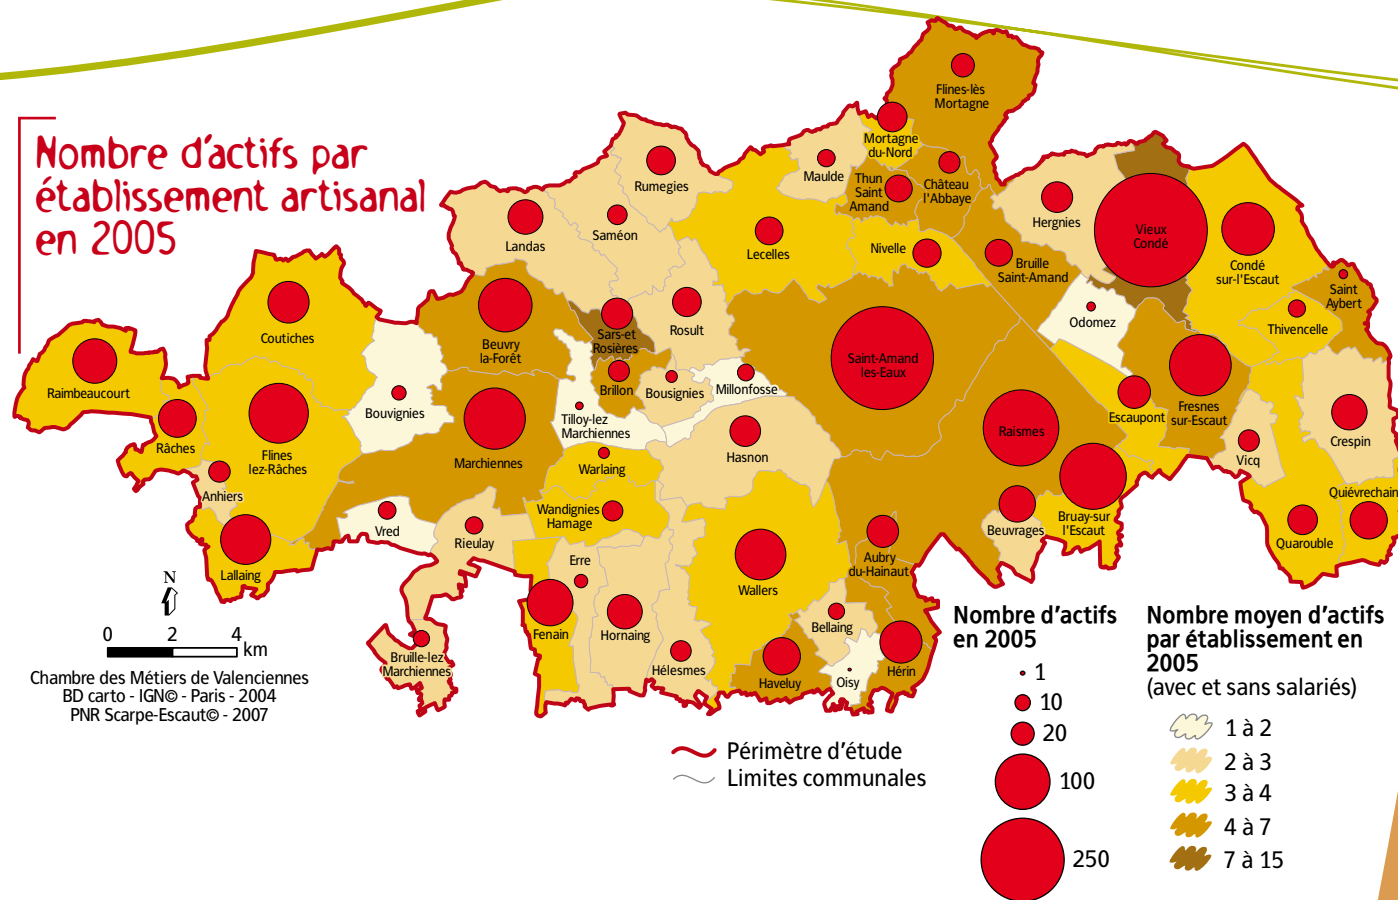 Nombre d'actifs par
établissement artisanal
en 2005
Flines-lès
Mortagne
Mortagne
du-Nord
Maulde
Thun
Saint
Amand
Château
l'Abbaye
Rumegies
Hergnies
Vieux
Condé
Landas
Saméon
Lecelles
Nivelle
Bruille
Saint-Amand
Condé
sur-l'Escaut
Saint
Aybert
Coutiches
Beuvry
la-Forêt
Sars-et
Rosières
Rosult
Odomez
Thivencelle
Saint-Amand
les-Eaux
Raimbeaucourt
Bouvignies
Brillon
Bousignies
Millonfosse
Tilloy-lez
Marchiennes
Escaupont
Fresnes
sur-Escaut
Crespin
Râches
Flines
lez-Râches
Marchiennes
Hasnon
Raismes
Vicq
Warlaing
Anhiers
Wandignies
Hamage
Quiévrechain
Vred
Rieulay
Beuvrages
Bruay-sur
l'Escaut
Quarouble
Lallaing
Erre
Wallers
Aubry
du-Hainaut
Fenain
Hornaing
Bellaing
Bruille-lez
Marchiennes
Hélesmes
Haveluy
Oisy
Hérin
N
0 2 4
km
Chambre des Métiers de Valenciennes
BD carto - IGN© - Paris - 2004
PNR Scarpe-Escaut© - 2007
Périmètre d'étude
Limites communales
Nombre d'actifs
en 2005
1
10
20
100
250
Nombre moyen d'actifs
par établissement en
2005
(avec et sans salariés)
1 à 2
2 à 3
3 à 4
4 à 7
7 à 15